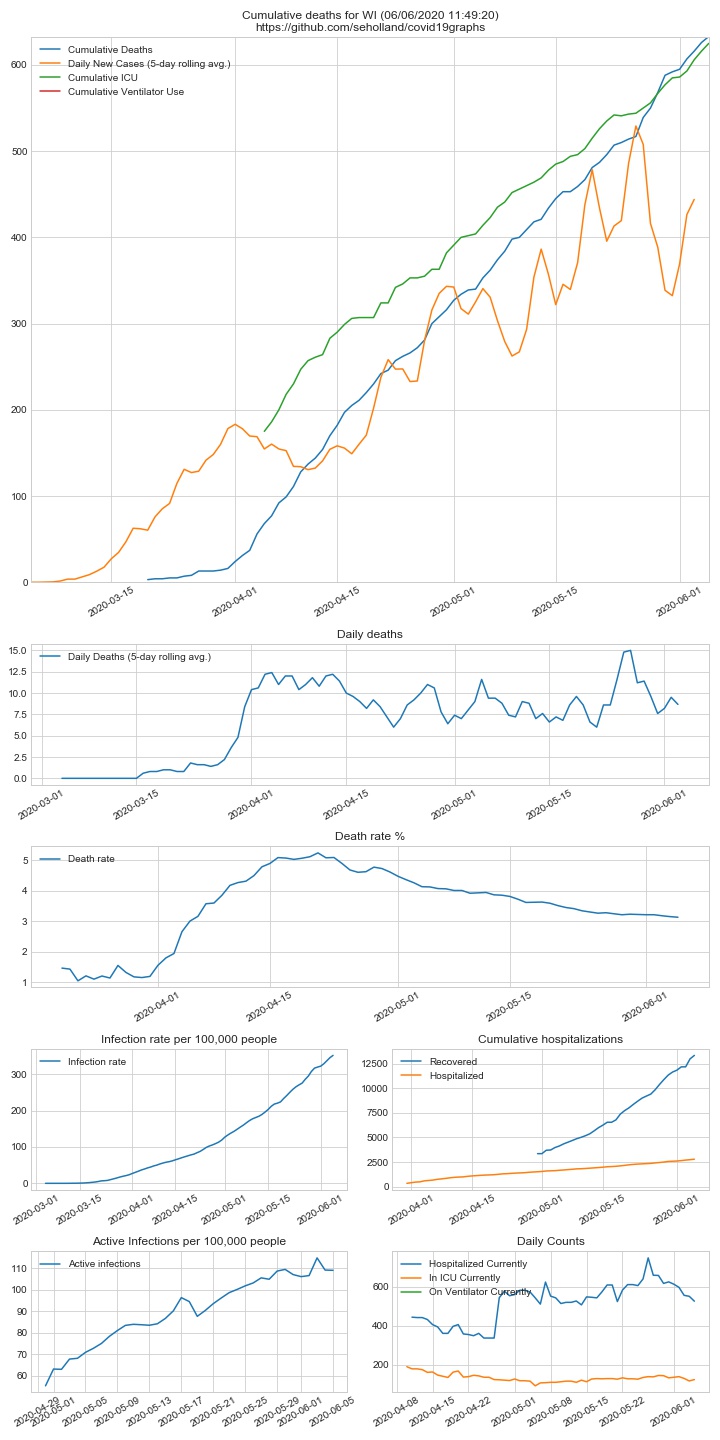 Cumulative deaths for WI (06/06/2020 11:49:20)
https://github.com/seholland/covid19graphs
Cumulative Deaths
Daily New Cases (5-day rolling avg.)
Cumulative ICU
Cumulative Ventilator Use
600
500
400
300
200
100
0
2020-03-15 2020-04-01 2020-04-15 2020-05-01 2020-05-15 2020-06-01
Daily deaths
Daily Deaths (5-day rolling avg.)
15.0
12.5
10.0
7.5
5.0
2.5
0.0
2020-03-01 2020-03-15 2020-04-01 2020-04-15 2020-05-01 2020-05-15 2020-06-01
Death rate %
Death rate
5
4
3
2
1
2020-04-01 2020-04-15 2020-05-01 2020-05-15 2020-06-01
Infection rate per 100,000 people
Infection rate
300
200
100
0
2020-03-01 2020-03-15 2020-04-01 2020-04-15 2020-05-01 2020-05-15 2020-06-01
Cumulative hospitalizations
Recovered
Hospitalized
12500
10000
7500
5000
2500
0
2020-04-01 2020-04-15 2020-05-01 2020-05-15 2020-06-01
Active Infections per 100,000 people
Active infections
110
100
90
80
70
60
2020-04-29 2020-05-01 2020-05-05 2020-05-09 2020-05-13 2020-05-17 2020-05-21 2020-05-25 2020-05-29 2020-06-01 2020-06-05
Daily Counts
Hospitalized Currently
In ICU Currently
On Ventilator Currently
600
400
200
2020-04-08 2020-04-15 2020-04-22 2020-05-01 2020-05-08 2020-05-15 2020-05-22 2020-06-01